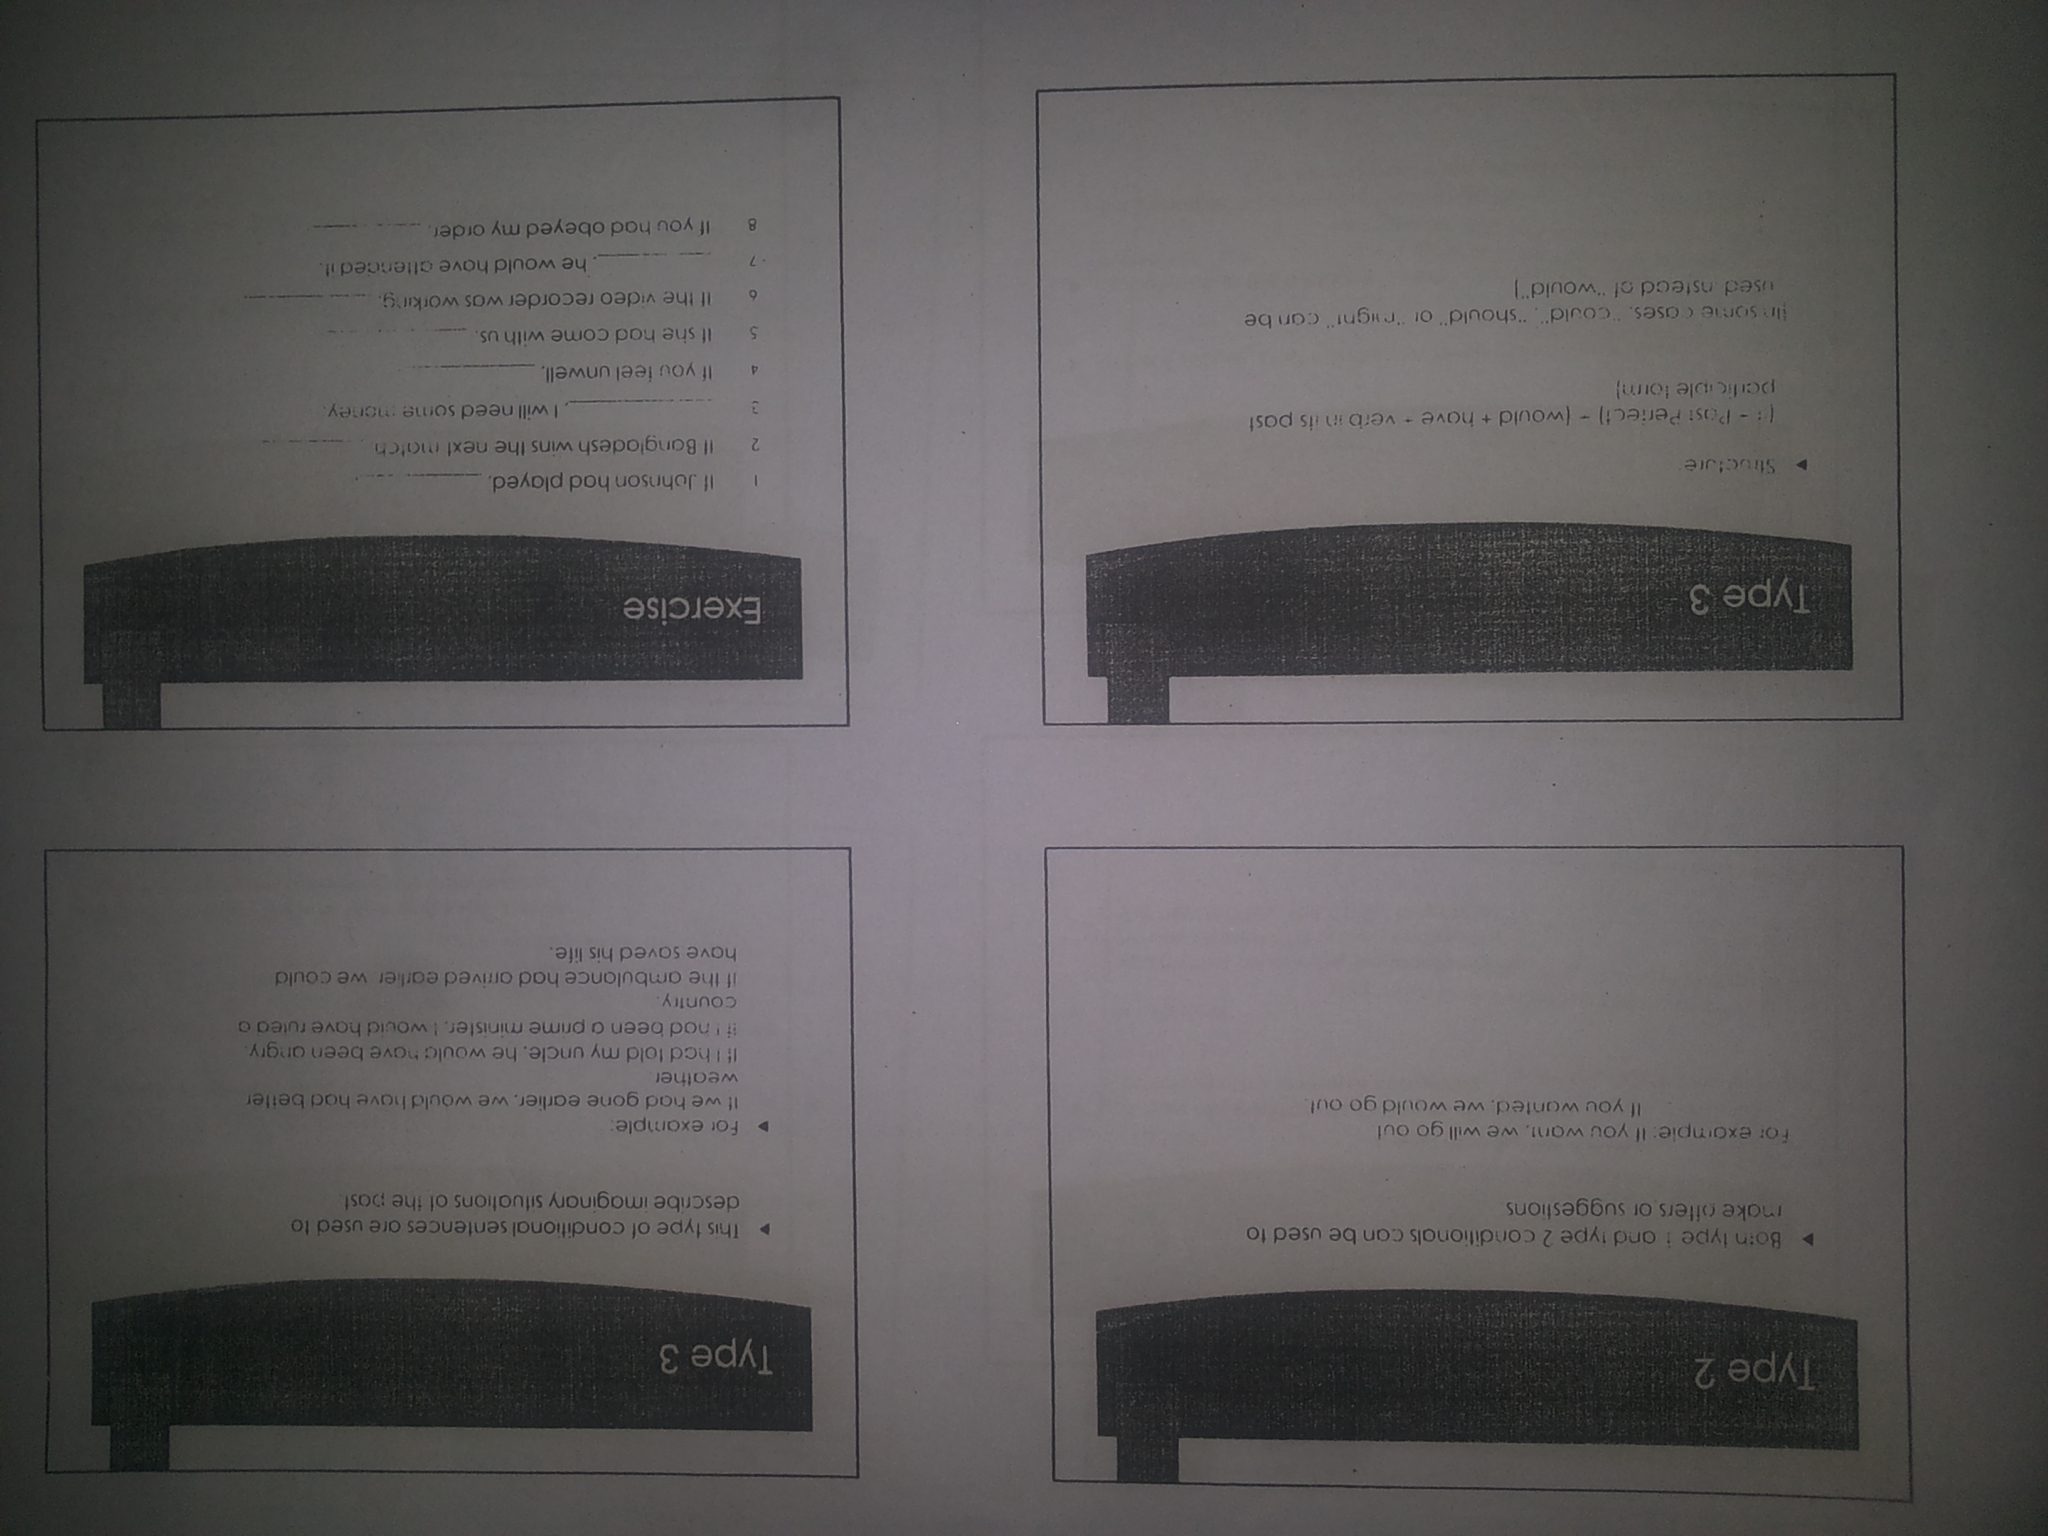 Type 2
Both type 1 and type 2 conditionals can be used to
make offers or suggestions
For example: If you want, we will go out
If you wanted, we would go out.
Type 3
This type of conditional sentences are used to
describe imaginary situations of the past.
For example:
If we had gone earlier, we would have had better
weather
If I had told my uncle, he would have been angry.
If I had been a prime minister, I would have ruled a
country.
If the ambulance had arrived earlier we could
have saved his life.
Type 3
Structure:
(If + Past Perfect) - (would + have + verb in its past
participle form)
[In some cases, "could", "should" or "might" can be
used instead of "would"]
Exercise
1 If Johnson had played, ____________.
2 If Bangladesh wins the next match, ____________
3 ____________, I will need some money.
4 If you feel unwell, ____________
5 If she had come with us, ____________
6 If the video recorder was working, ____________.
7 ____________, he would have attended it.
8 If you had obeyed my order, ____________